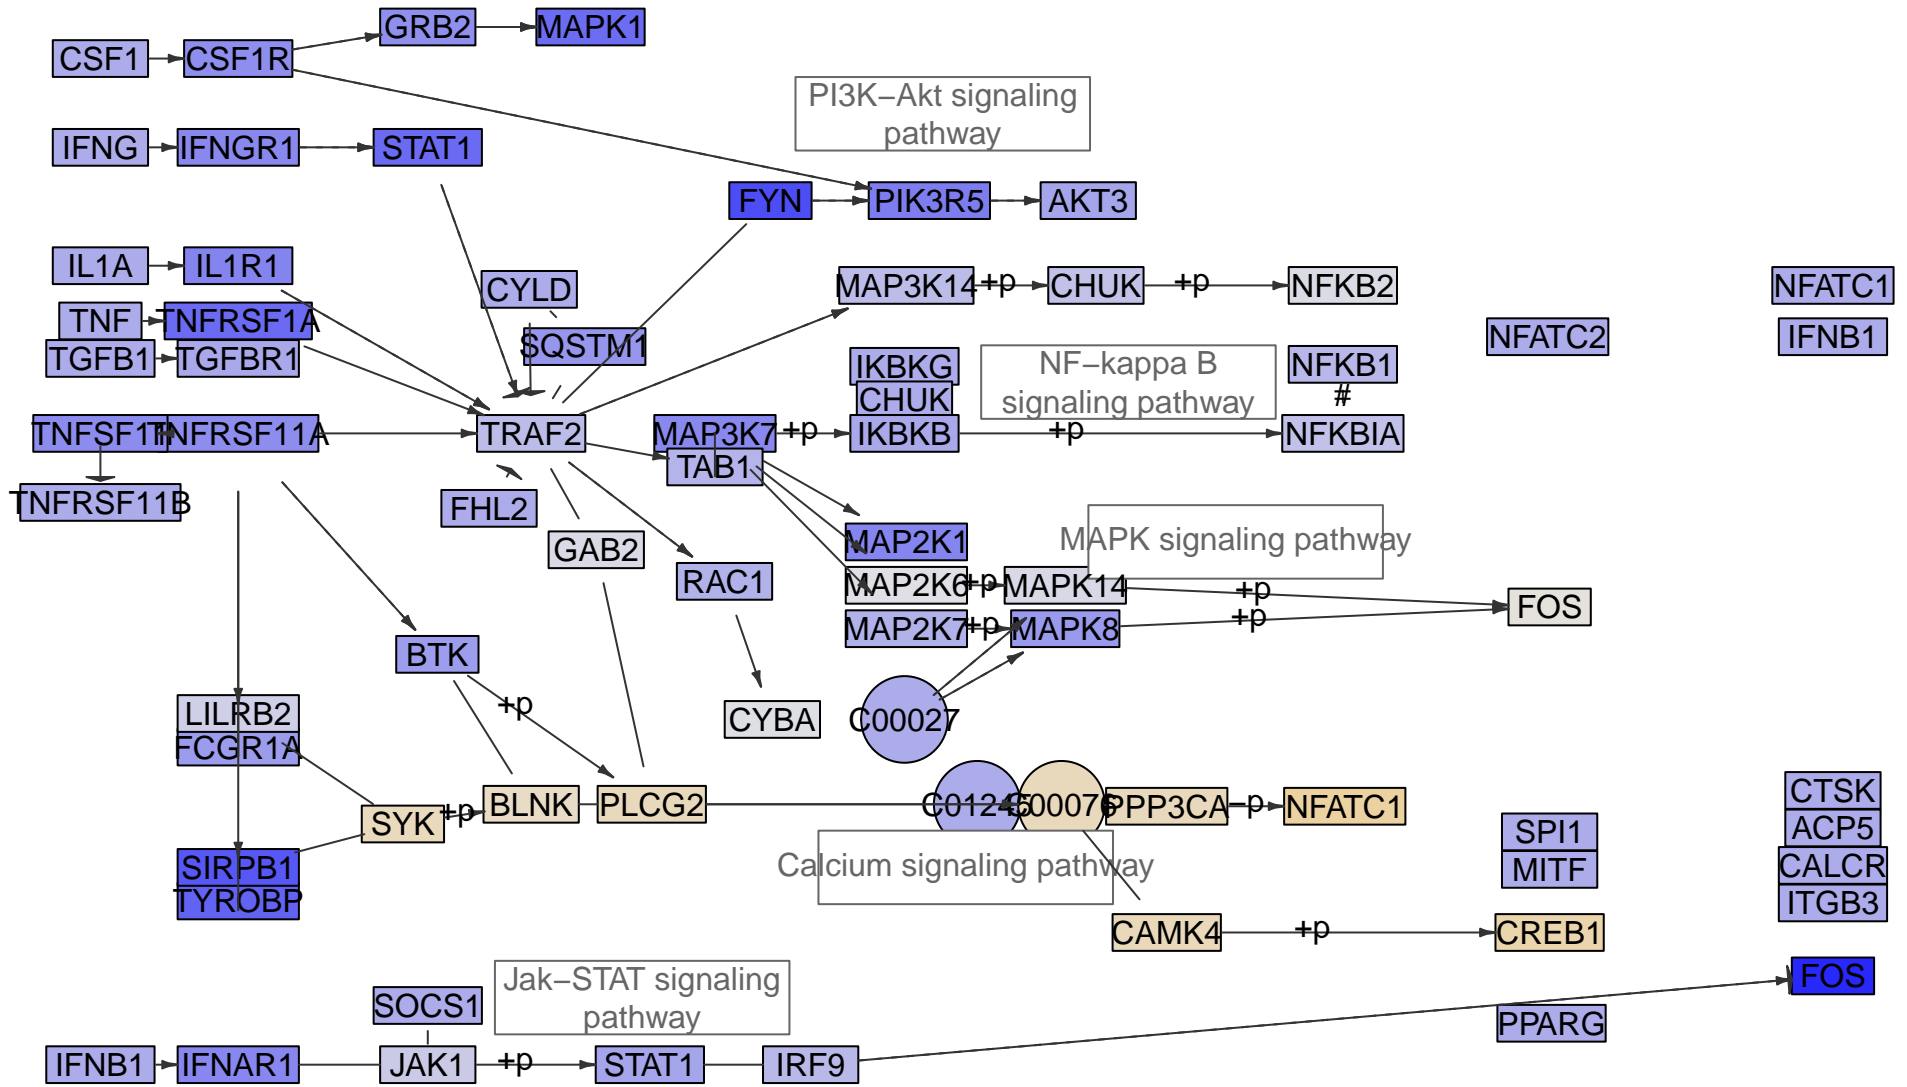 GRB2
MAPK1
CSF1
CSF1R
PI3K−Akt signaling
pathway
IFNG
IFNGR1
STAT1
FYN
PIK3R5
AKT3
IL1A
IL1R1
CYLD
MAP3K14
+p
CHUK
+p
NFKB2
NFATC1
TNF
TNFRSF1A
SQSTM1
NFATC2
IFNB1
TGFB1
TGFBR1
IKBKG
NF−kappa B
signaling pathway
NFKB1
#
CHUK
TNFRSF11A
TRAF2
MAP3K7
+p
IKBKB
+p
NFKBIA
TAB1
TNFRSF11B
FHL2
GAB2
MAP2K1
MAPK signaling pathway
RAC1
MAP2K6
+p
MAPK14
+p
FOS
MAP2K7
+p
MAPK8
+p
BTK
+p
LILRB2
CYBA
C00027
FCGR1A
SYK
+p
BLNK
PLCG2
C00076
PPP3CA
−p
NFATC1
CTSK
SPI1
ACP5
SIRPB1
Calcium signaling pathway
MITF
CALCR
TYROBP
ITGB3
CAMK4
+p
CREB1
Jak−STAT signaling
pathway
FOS
SOCS1
PPARG
IFNB1
IFNAR1
JAK1
+p
STAT1
IRF9